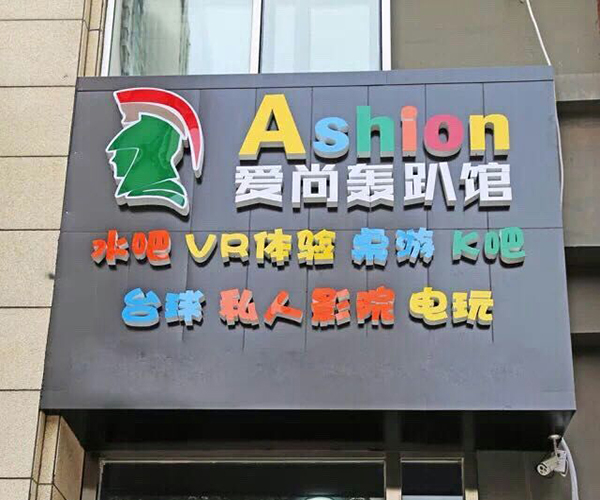 Ashion
爱尚轰趴馆
水吧 VR体验 桌游 K吧
台球 私人影院 电玩